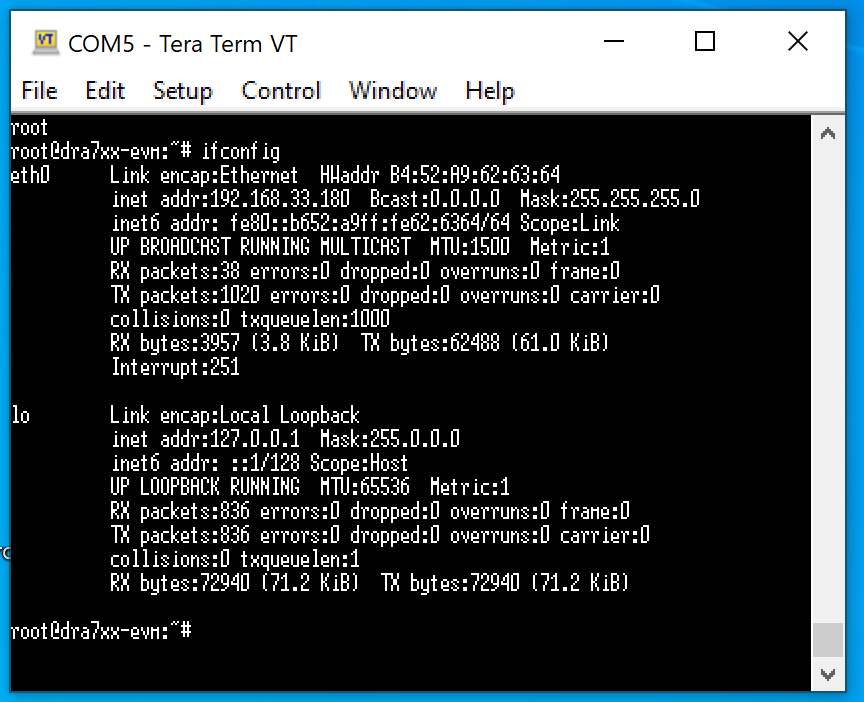 COM5 - Tera Term VT
File Edit Setup Control Window Help
root
root@dra7xx-evm:~# ifconfig
eth0      Link encap:Ethernet  HWaddr B4:52:A9:62:63:64
          inet addr:192.168.33.180  Bcast:0.0.0.0  Mask:255.255.255.0
          inet6 addr: fe80::b652:a9ff:fe62:6364/64 Scope:Link
          UP BROADCAST RUNNING MULTICAST  MTU:1500  Metric:1
          RX packets:38 errors:0 dropped:0 overruns:0 frame:0
          TX packets:1020 errors:0 dropped:0 overruns:0 carrier:0
          collisions:0 txqueuelen:1000
          RX bytes:3957 (3.8 KiB)  TX bytes:62488 (61.0 KiB)
          Interrupt:251
lo        Link encap:Local Loopback
          inet addr:127.0.0.1  Mask:255.0.0.0
          inet6 addr: ::1/128 Scope:Host
          UP LOOPBACK RUNNING  MTU:65536  Metric:1
          RX packets:836 errors:0 dropped:0 overruns:0 frame:0
          TX packets:836 errors:0 dropped:0 overruns:0 carrier:0
          collisions:0 txqueuelen:1
          RX bytes:72940 (71.2 KiB)  TX bytes:72940 (71.2 KiB)
root@dra7xx-evm:~#